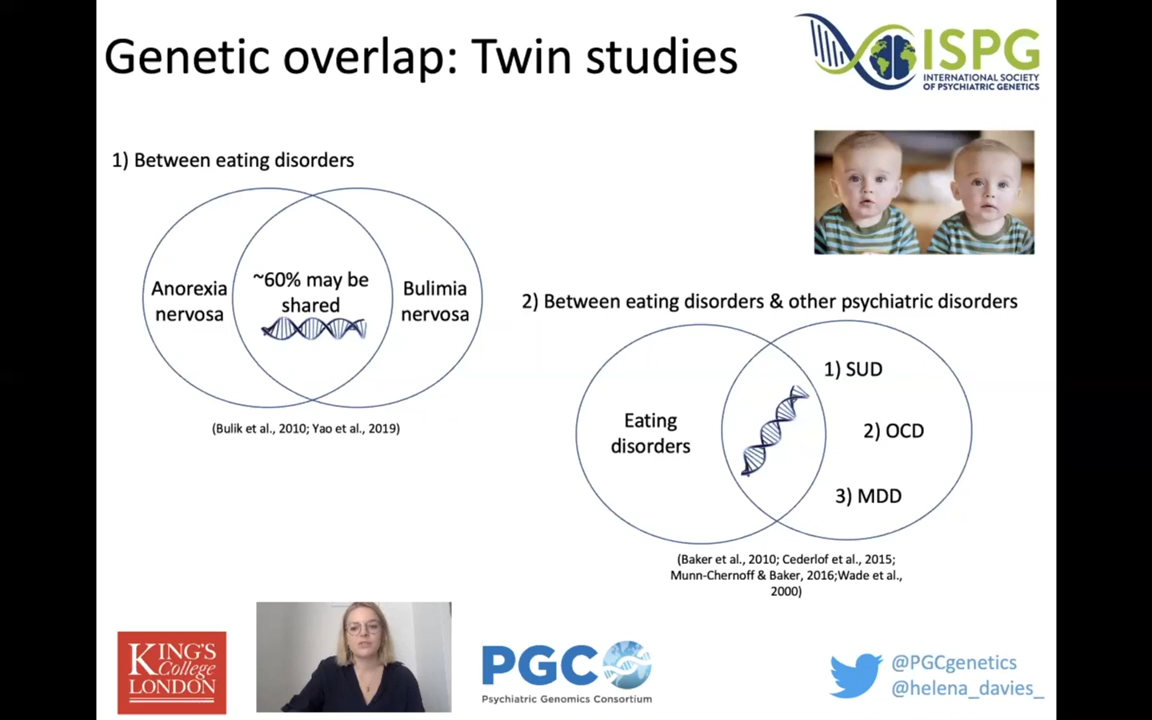 Genetic overlap: Twin studies
ISPG
INTERNATIONAL SOCIETY
OF PSYCHIATRIC GENETICS
1) Between eating disorders
Anorexia
nervosa
~60% may be
shared
Bulimia
nervosa
(Bulik et al., 2010; Yao et al., 2019)
2) Between eating disorders & other psychiatric disorders
Eating
disorders
1) SUD
2) OCD
3) MDD
(Baker et al., 2010; Cederlof et al., 2015;
Munn-Chernoff & Baker, 2016;Wade et al.,
2000)
KING'S
College
LONDON
PGC
Psychiatric Genomics Consortium
@PGCgenetics
@helena_davies_